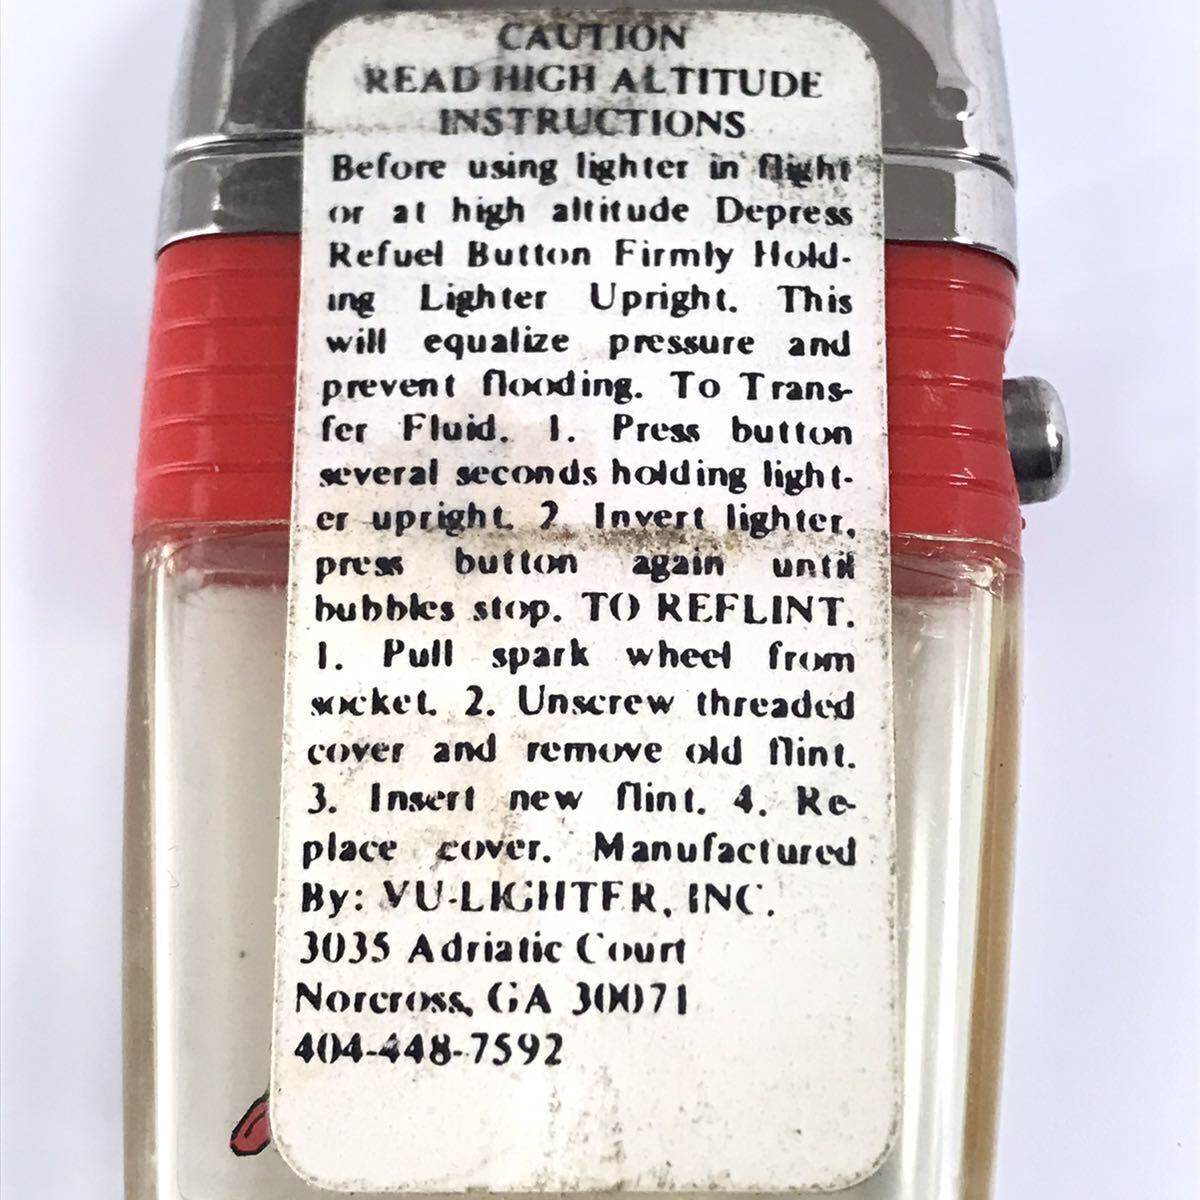 CAUTION
READ HIGH ALTITUDE
INSTRUCTIONS
Before using lighter in flight
or at high altitude Depress
Refuel Button Firmly Hold-
ing Lighter Upright. This
will equalize pressure and
prevent flooding. To Trans-
fer Fluid. 1. Press button
several seconds holding light-
er upright. 2 Invert lighter,
press button again until
bubbles stop. TO REFLINT.
1. Pull spark wheel from
socket. 2. Unscrew threaded
cover and remove old flint.
3. Insert new flint. 4. Re-
place cover. Manufactured
By: VU-LIGHTER, INC.
3035 Adriatic Court
Norcross, GA 30071
404-448-7592